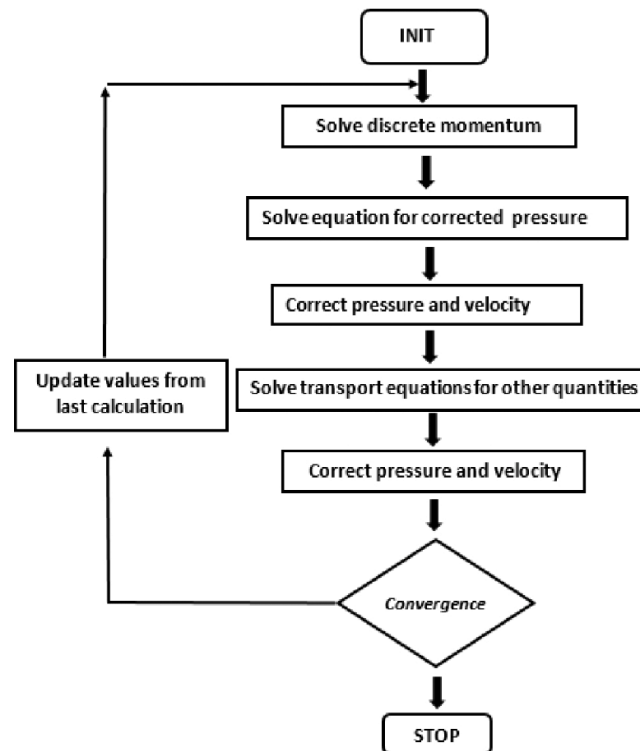 INIT
Solve discrete momentum
Solve equation for corrected pressure
Correct pressure and velocity
Update values from
last calculation
Solve transport equations for other quantities
Correct pressure and velocity
Convergence
STOP